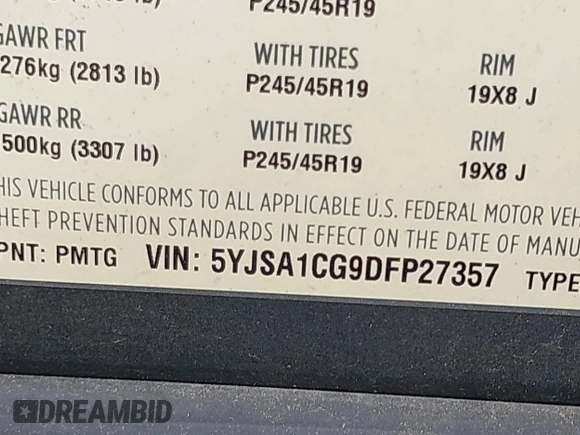 P245/45R19
GAWR FRT WITH TIRES RIM
276kg (2813 lb) P245/45R19 19X8 J
GAWR RR WITH TIRES RIM
500kg (3307 lb) P245/45R19 19X8 J
HIS VEHICLE CONFORMS TO ALL APPLICABLE U.S. FEDERAL MOTOR VEH
HEFT PREVENTION STANDARDS IN EFFECT ON THE DATE OF MANU
PNT: PMTG VIN: 5YJSA1CG9DFP27357 TYPE
DREAMBID